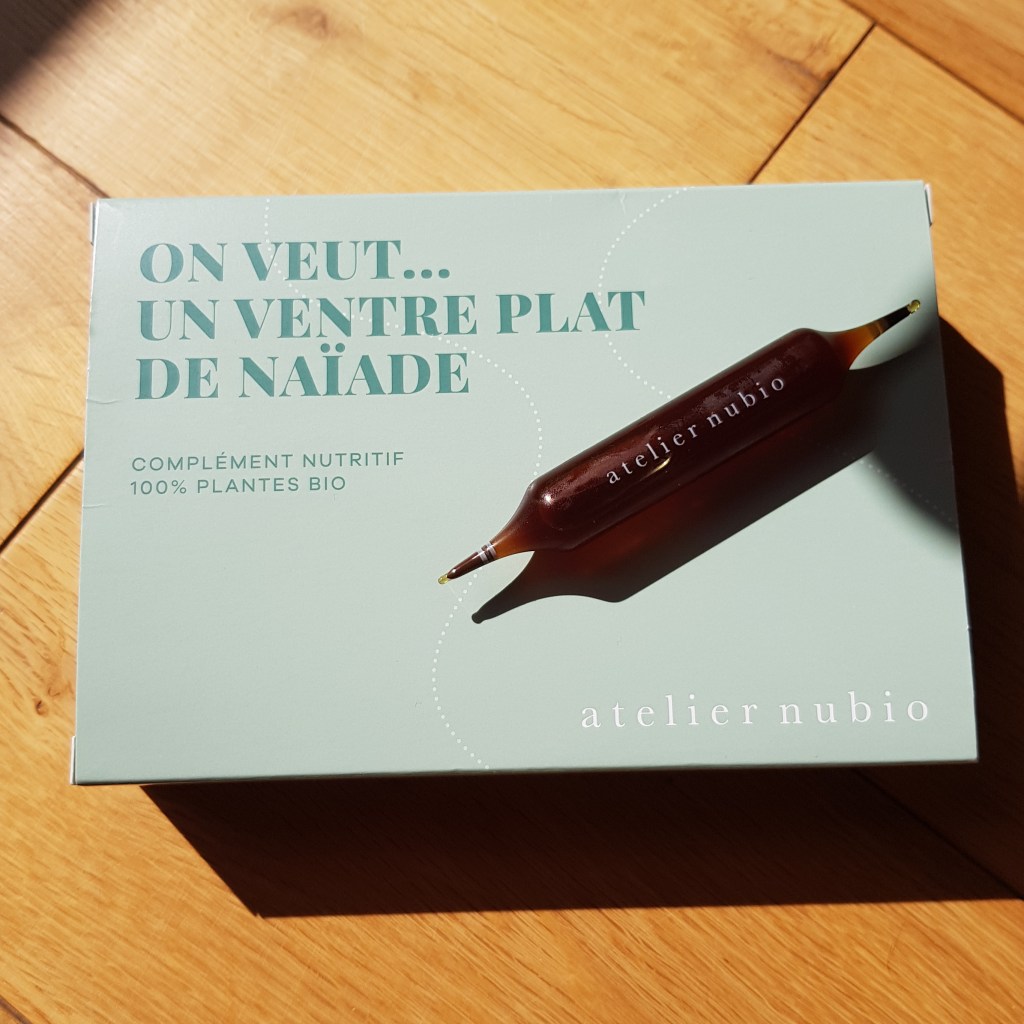 ON VEUT...
UN VENTRE PLAT
DE NAÏADE
COMPLÉMENT NUTRITIF
100% PLANTES BIO
atelier nubio
atelier nubio